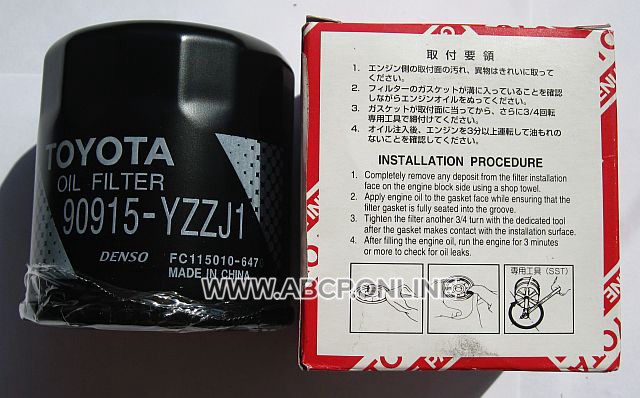 TOYOTA
OIL FILTER
90915-YZZJ1
DENSO
FC115010-647
MADE IN CHINA
取付要領
1. エンジン側の取付面の汚れ、異物はきれいに取って
ください。
2. フィルターのガスケットが溝に入っていることを確認
しながらエンジンオイルをぬってください。
3. ガスケットが取付面に当ってから、さらに3/4回転
専用工具で締付けてください。
4. オイル注入後、エンジンを3分以上運転して油もれの
ないことを確認してください。
INSTALLATION PROCEDURE
1. Completely remove any deposit from the filter installation
face on the engine block side using a shop towel.
2. Apply engine oil to the gasket face while ensuring that the
filter gasket is fully seated into the groove.
3. Tighten the filter another 3/4 turn with the dedicated tool
after the gasket makes contact with the installation surface.
4. After filling the engine oil, run the engine for 3 minutes
or more to check for oil leaks.
専用工具（SST）
WWW.ABCP.ONLINE